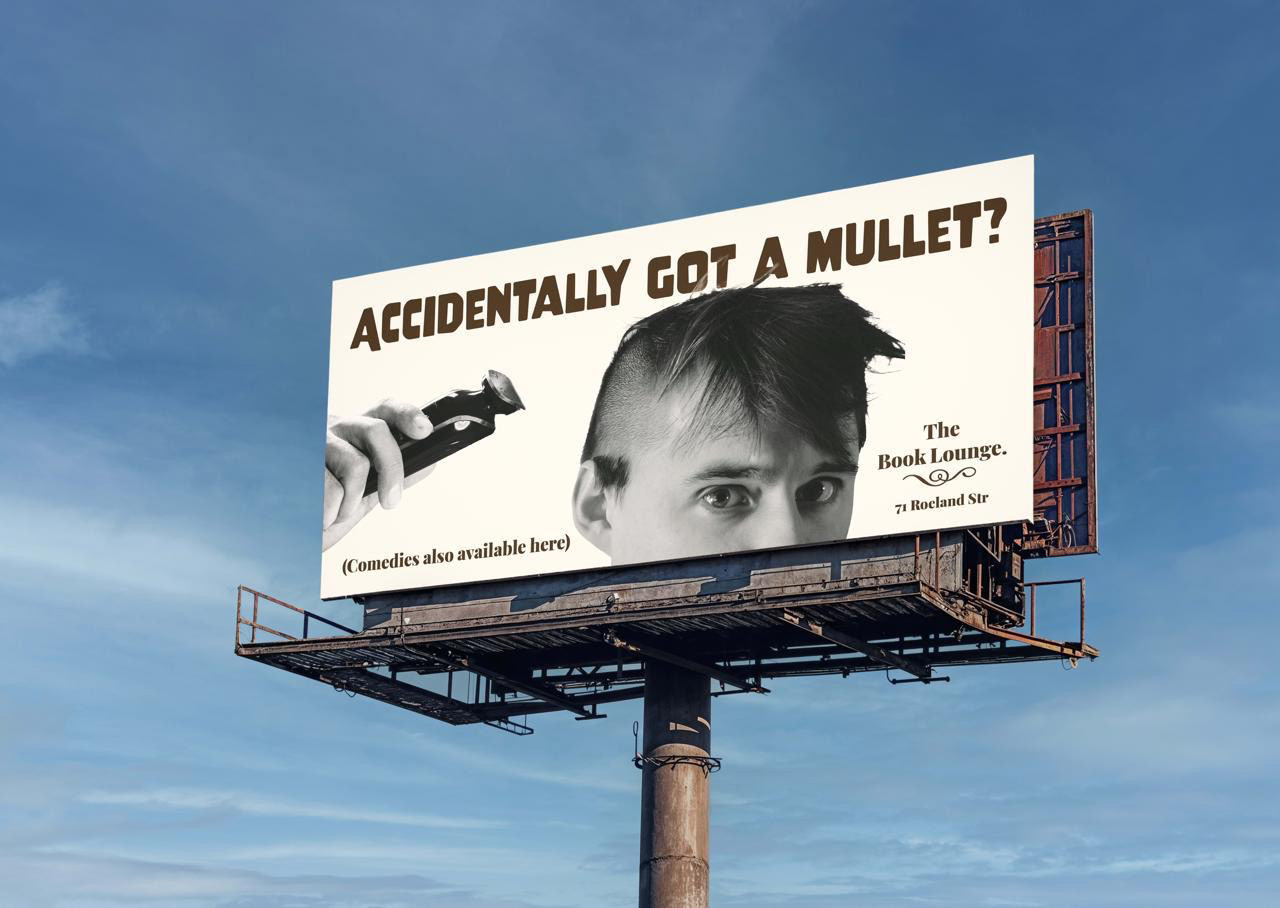 ACCIDENTALLY GOT A MULLET?
The
Book Lounge.
71 Roeland Str
(Comedies also available here)